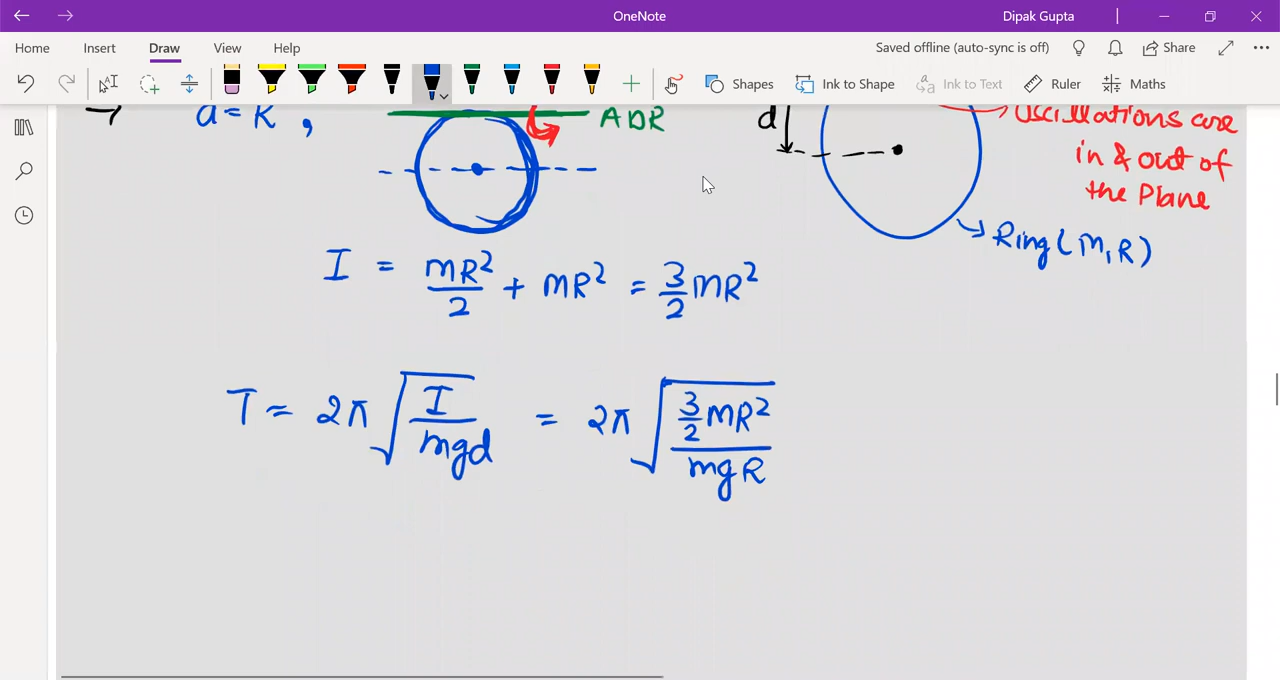 OneNote
Dipak Gupta
Home Insert Draw View Help
Saved offline (auto-sync is off)
Share
Shapes
Ink to Shape
Ink to Text
Ruler
Maths
→ d = R ,
AOR
d
Oscillations are
in & out of
the Plane
Ring (m, R)
I = mR²/2 + mR² = 3/2 mR²
T = 2π √(I/mgd) = 2π √(3/2 mR²/mgR)